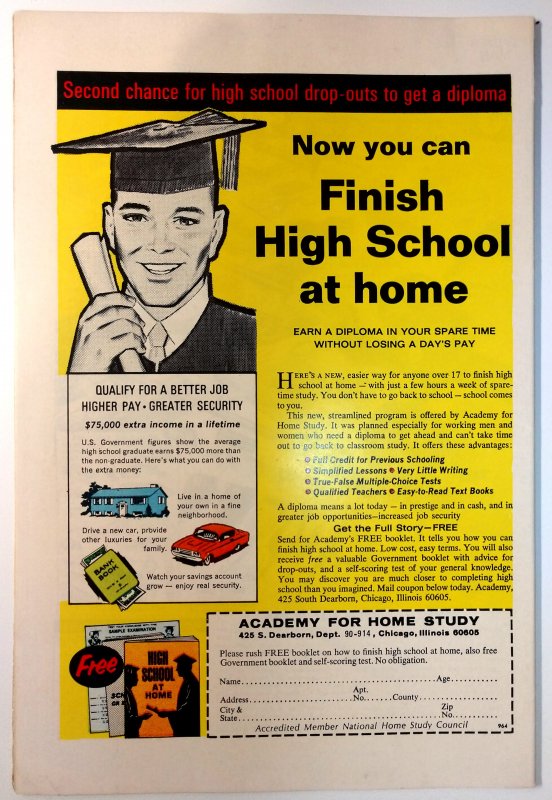 Second chance for high school drop-outs to get a diploma
Now you can
Finish
High School
at home
EARN A DIPLOMA IN YOUR SPARE TIME
WITHOUT LOSING A DAY'S PAY
HERE'S A NEW, easier way for anyone over 17 to finish high
school at home — with just a few hours a week of spare-
time study. You don't have to go back to school — school comes
to you.
This new, streamlined program is offered by Academy for
Home Study. It was planned especially for working men and
women who need a diploma to get ahead and can't take time
out to go back to classroom study. It offers these advantages:
• Full Credit for Previous Schooling
• Simplified Lessons • Very Little Writing
• True-False Multiple-Choice Tests
• Qualified Teachers • Easy-to-Read Text Books
A diploma means a lot today — in prestige and in cash, and in
greater job opportunities—increased job security
Get the Full Story—FREE
Send for Academy's FREE booklet. It tells you how you can
finish high school at home. Low cost, easy terms. You will also
receive free a valuable Government booklet with advice for
drop-outs, and a self-scoring test of your general knowledge.
You may discover you are much closer to completing high
school than you imagined. Mail coupon below today. Academy,
425 South Dearborn, Chicago, Illinois 60605.
QUALIFY FOR A BETTER JOB
HIGHER PAY • GREATER SECURITY
$75,000 extra income in a lifetime
U.S. Government figures show the average
high school graduate earns $75,000 more than
the non-graduate. Here's what you can do with
the extra money:
Live in a home of
your own in a fine
neighborhood.
Drive a new car, provide
other luxuries for your
family.
BANK
BOOK
Watch your savings account
grow — enjoy real security.
SAMPLE EXAMINATION
Free
HIGH
SCHOOL
AT
HOME
ACADEMY FOR HOME STUDY
425 S. Dearborn, Dept. 90-914, Chicago, Illinois 60605
Please rush FREE booklet on how to finish high school at home, also free
Government booklet and self-scoring test. No obligation.
Name Age
Apt.
Address No. County
City & Zip
State No.
Accredited Member National Home Study Council 964